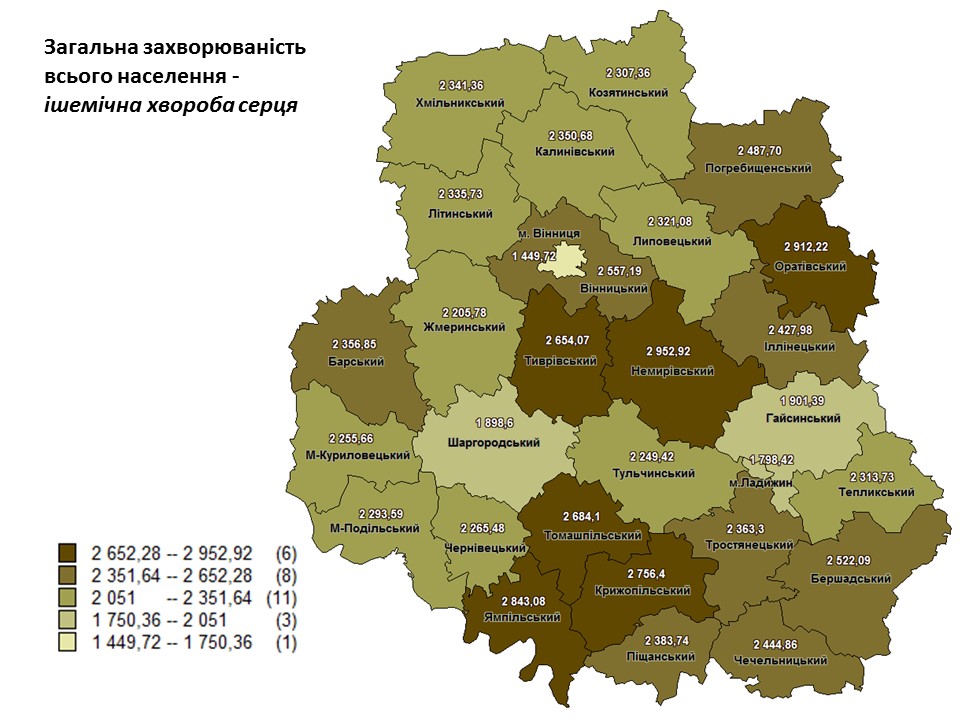 Загальна захворюваність
всього населення -
ішемічна хвороба серця
2 341,36
Хмільникський
2 307,36
Козятинський
2 350,68
Калинівський
2 487,70
Погребищенський
2 335,73
Літинський
2 321,08
Липовецький
м. Вінниця
1 449,72
2 557,19
Вінницький
2 912,22
Оратівський
2 205,78
Жмеринський
2 356,85
Барський
2 654,07
Тиврівський
2 952,92
Немирівський
2 427,98
Іллінецький
1 901,39
Гайсинський
1 898,6
Шаргородський
2 255,66
М-Куриловецький
2 249,42
Тульчинський
1 798,42
м.Ладижин
2 313,73
Тепликський
2 293,59
М-Подільський
2 265,48
Чернівецький
2 684,1
Томашпільський
2 363,3
Тростянецький
2 522,09
Бершадський
2 756,4
Крижопільський
2 843,08
Ямпільський
2 383,74
Піщанський
2 444,86
Чечельницький
2 652,28 -- 2 952,92 (6)
2 351,64 -- 2 652,28 (8)
2 051 -- 2 351,64 (11)
1 750,36 -- 2 051 (3)
1 449,72 -- 1 750,36 (1)